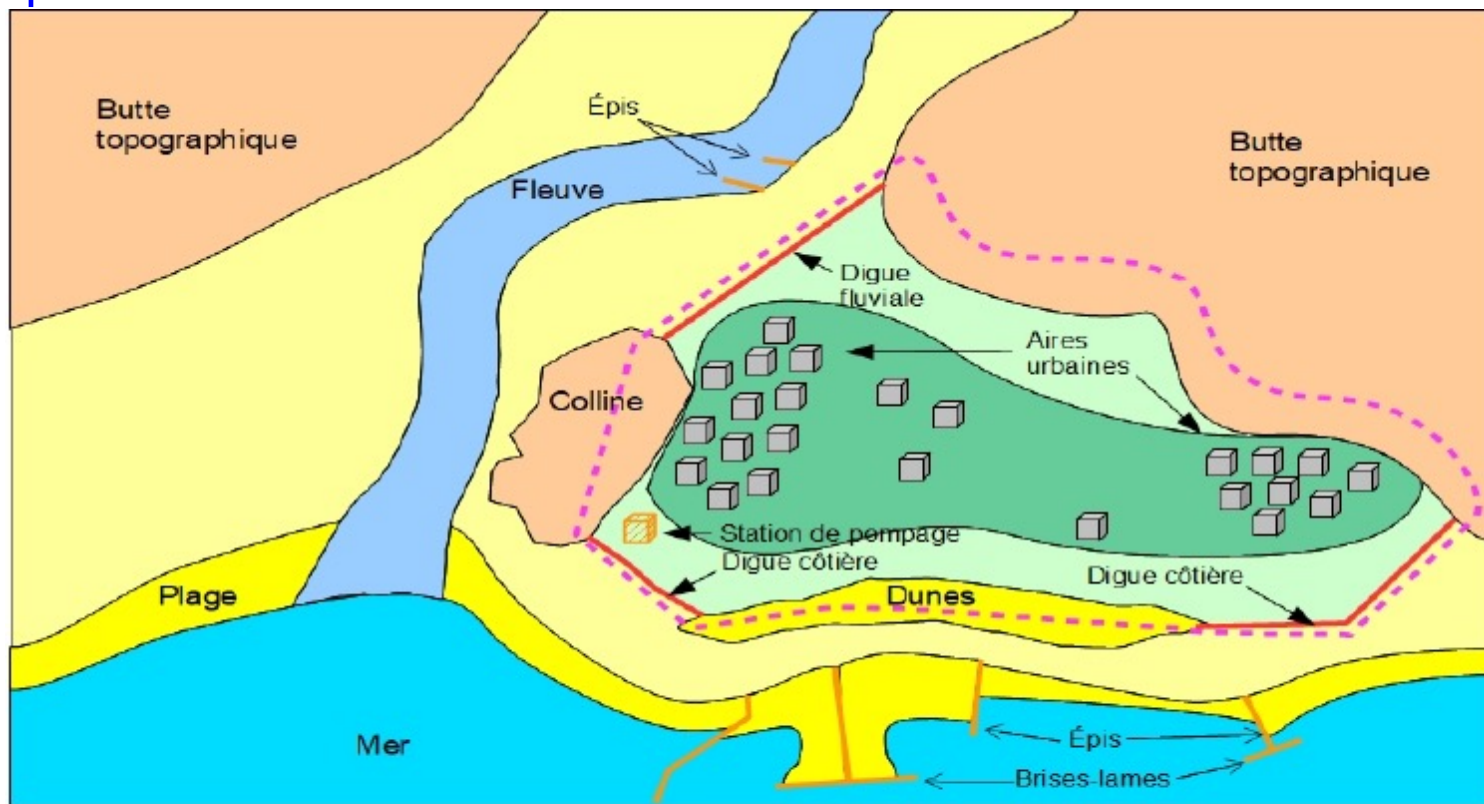 Butte
topographique
Épis
Fleuve
Butte
topographique
Digue
fluviale
Aires
urbaines
Colline
Station de pompage
Digue côtière
Plage
Dunes
Digue côtière
Mer
Épis
Brises-lames